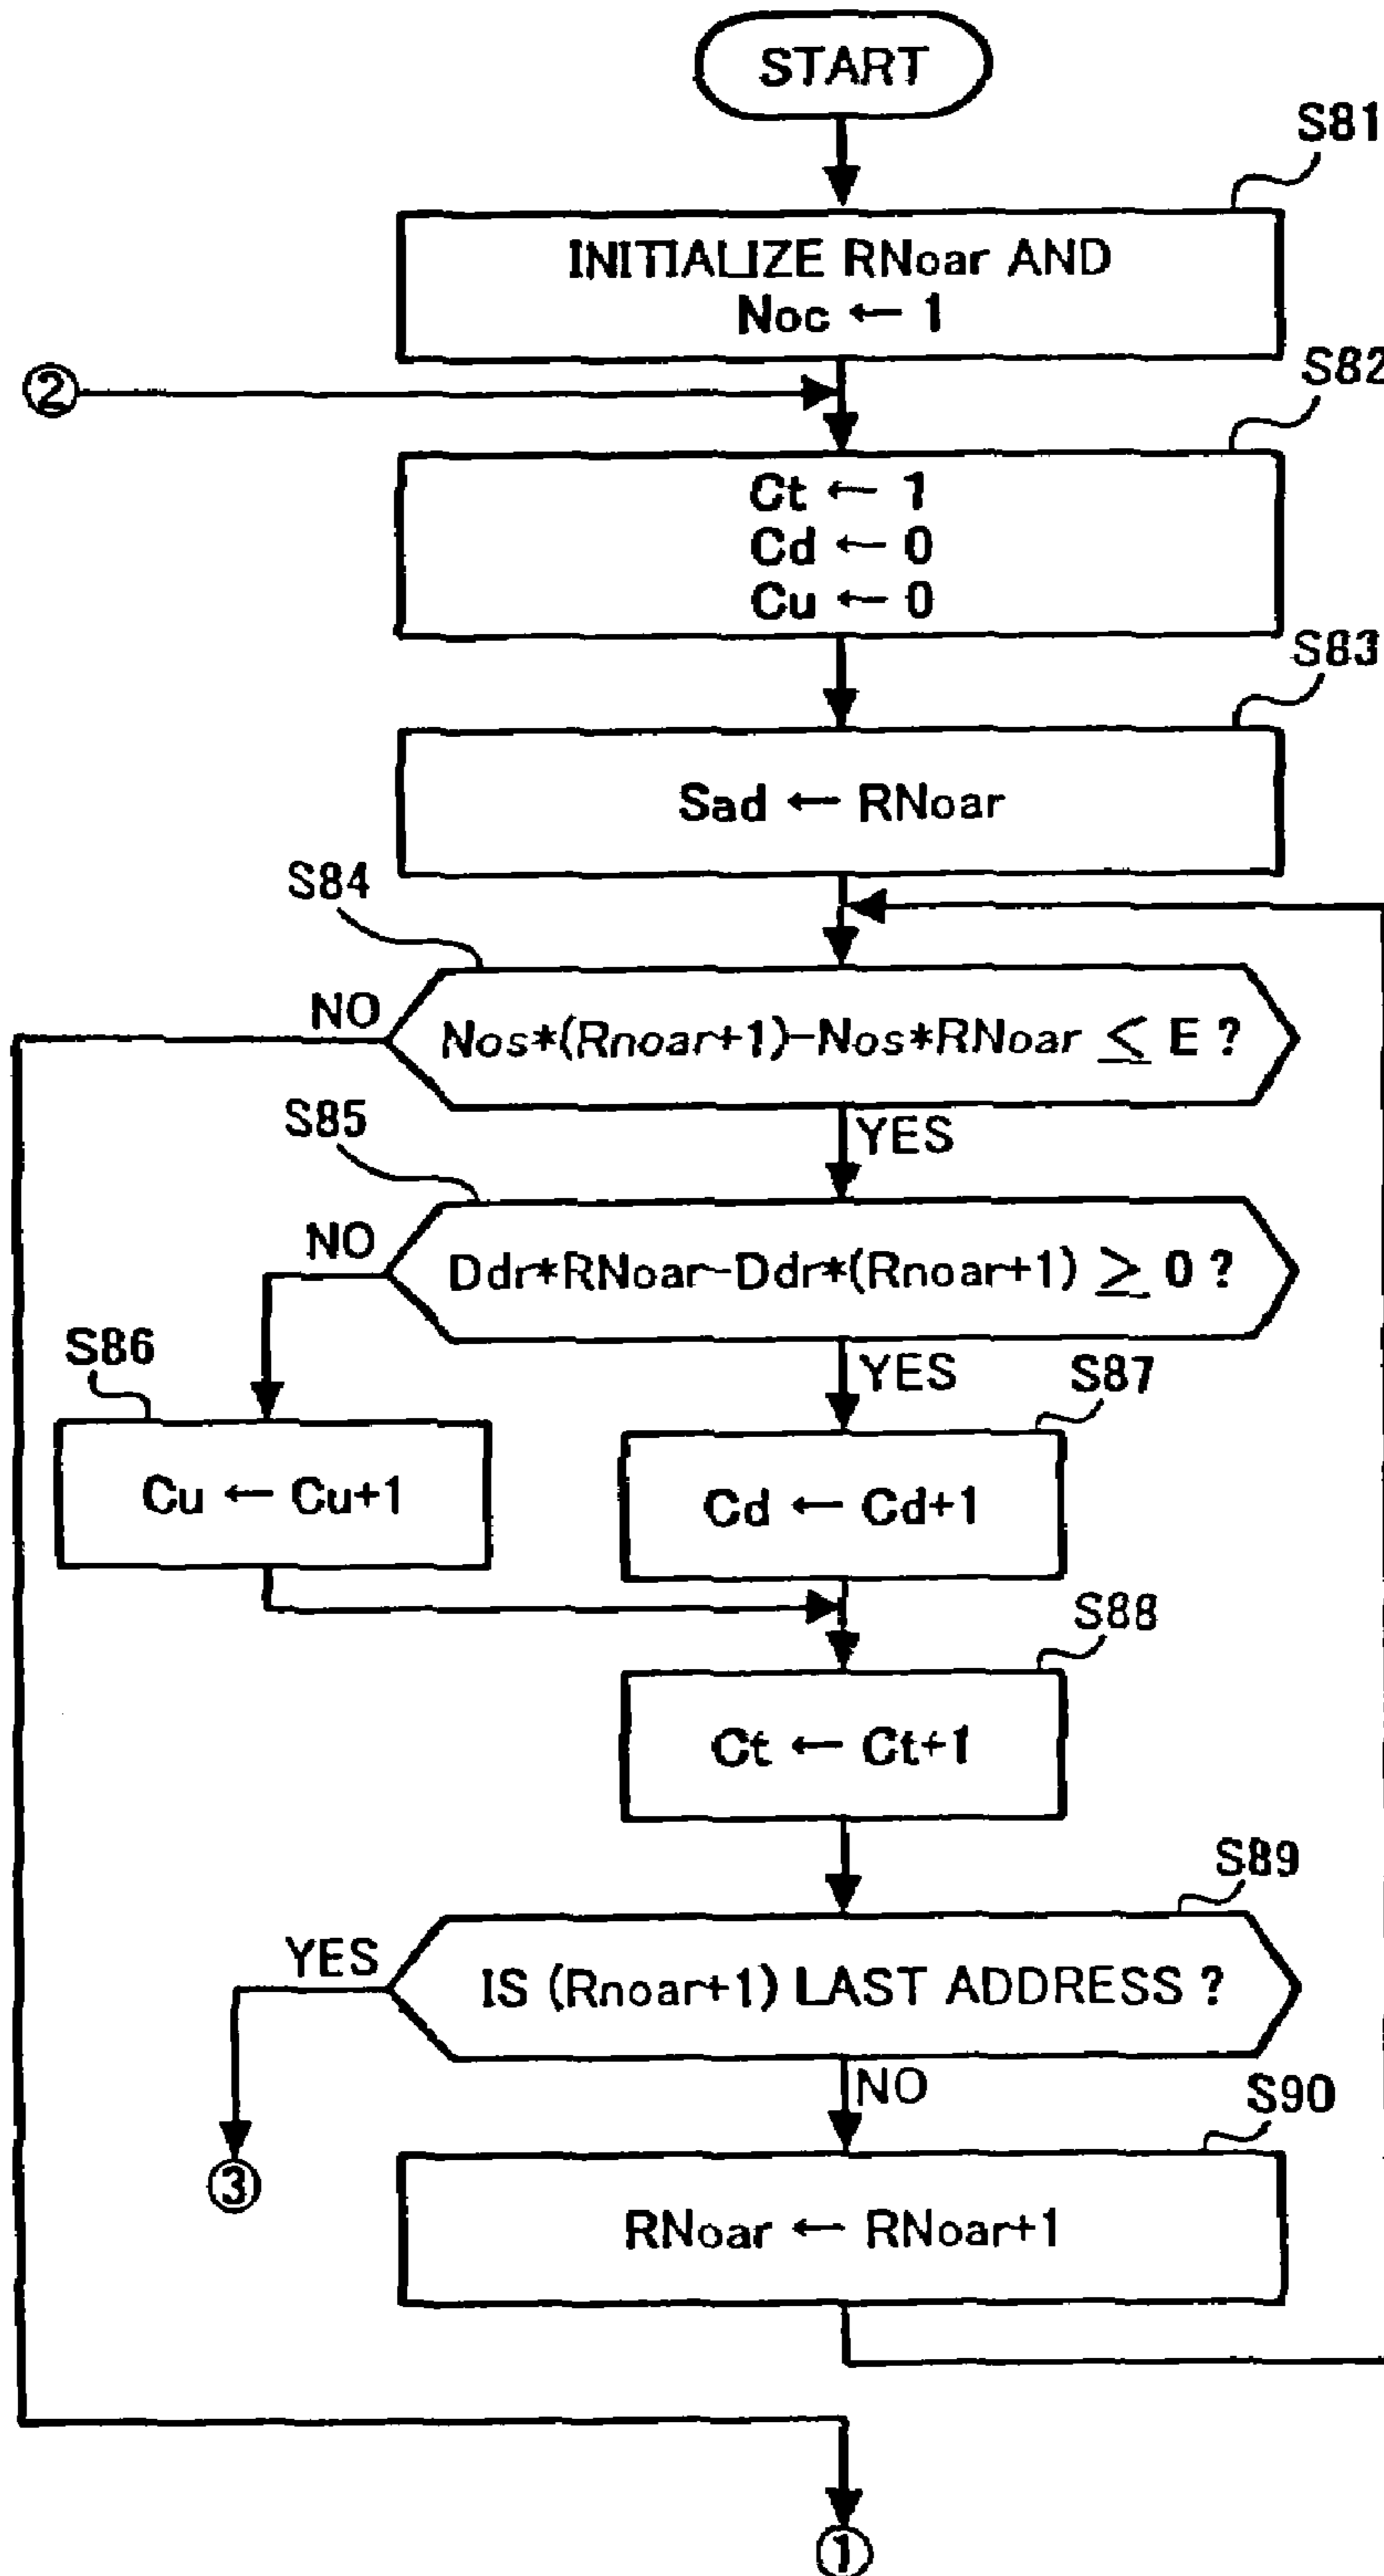 START
S81
INITIALIZE RNoar AND
Noc ← 1
②
S82
Ct ← 1
Cd ← 0
Cu ← 0
S83
Sad ← RNoar
S84
NO
Nos*(Rnoar+1)-Nos*RNoar ≤ E ?
YES
S85
NO
Ddr*RNoar-Ddr*(Rnoar+1) ≥ 0 ?
YES
S86
S87
Cu ← Cu+1
Cd ← Cd+1
S88
Ct ← Ct+1
S89
YES
IS (Rnoar+1) LAST ADDRESS ?
NO
S90
③
RNoar ← RNoar+1
①